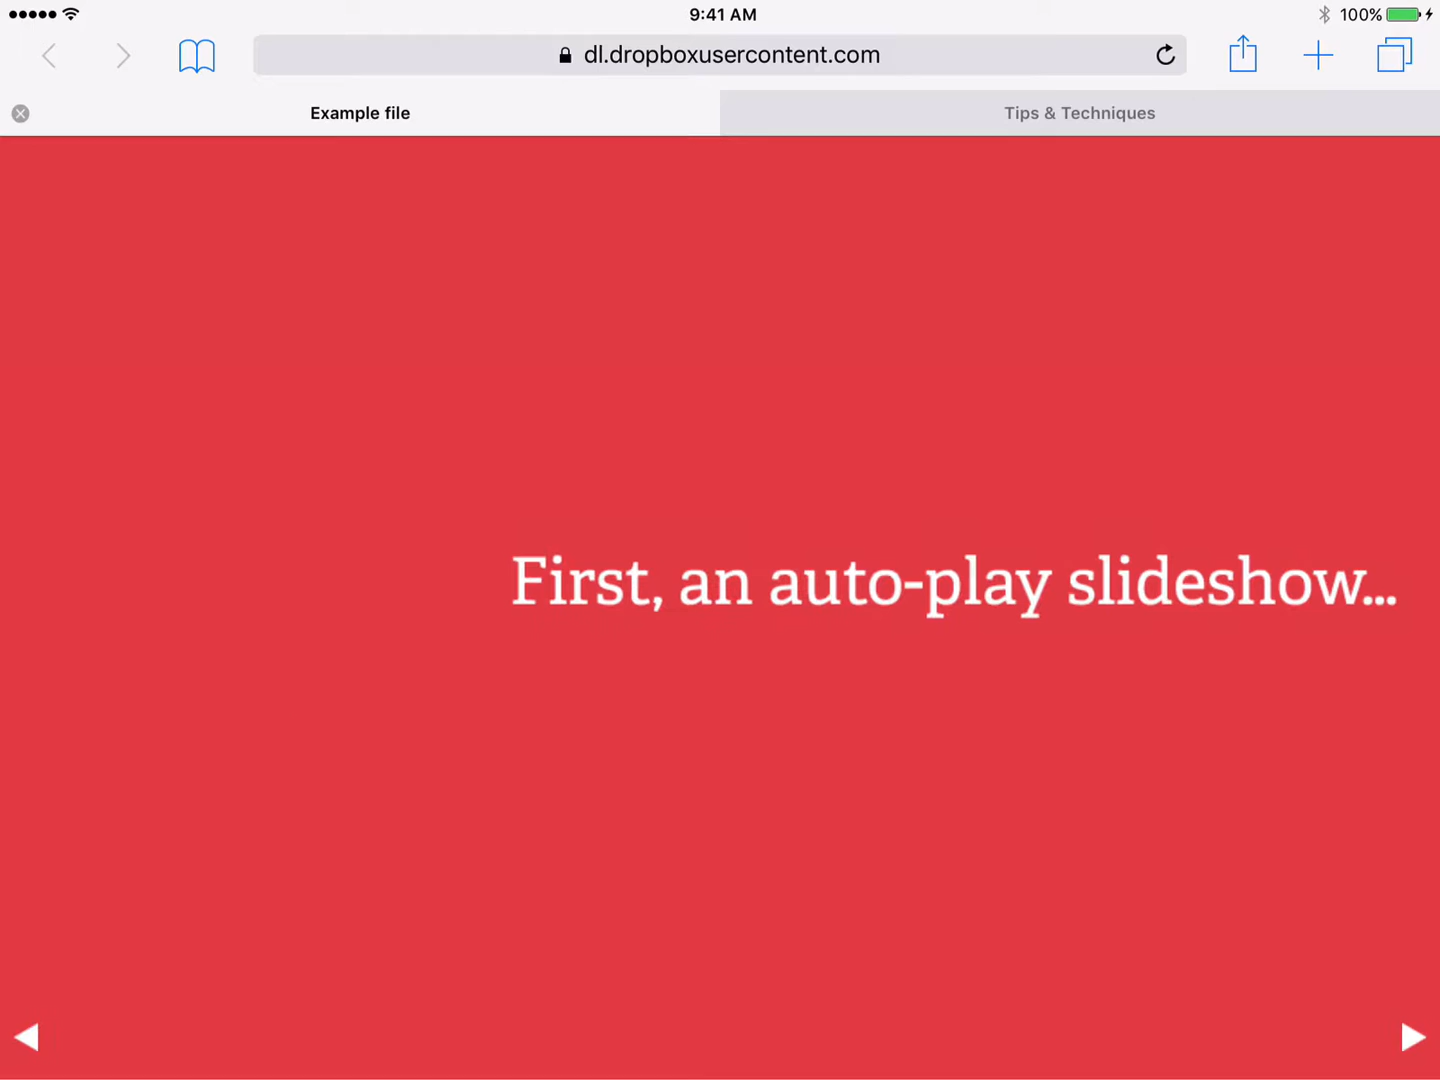 9:41 AM
100%
dl.dropboxusercontent.com
Example file
Tips & Techniques
First, an auto-play slideshow...